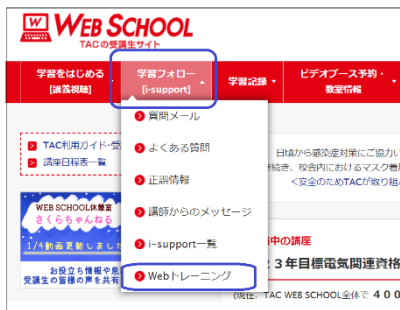 WEB SCHOOL
TACの受講生サイト
学習をはじめる
[講義視聴]
学習フォロー
[i-support]
学習記録
ビデオブース予約・
教室情報
TAC利用ガイド・受
講座日程表一覧
質問メール
よくある質問
正誤情報
講師からのメッセージ
i-support一覧
Webトレーニング
日頃から感染症対策にご協力い
き続き、校舎内におけるマスク着用
<安全のためTACが取り組
WEB SCHOOL休憩室
さくらちゃんねる
1/4動画更新しました
お役立ち情報や息
受講生の皆様の声を共有
中の講座
3年目標電気関連資格
(現在、TAC WEB SCHOOL全体で 400